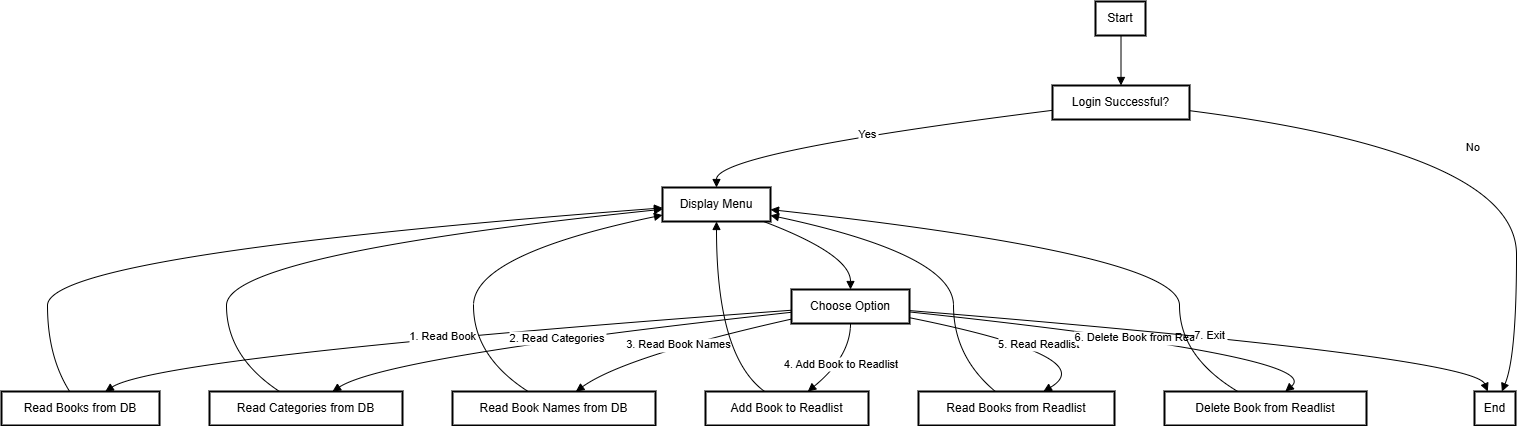 Start
Login Successful?
Yes
No
Display Menu
Choose Option
1. Read Book
2. Read Categories
3. Read Book Names
4. Add Book to Readlist
5. Read Readlist
6. Delete Book from
7. Exit
Read Books from DB
Read Categories from DB
Read Book Names from DB
Add Book to Readlist
Read Books from Readlist
Delete Book from Readlist
End